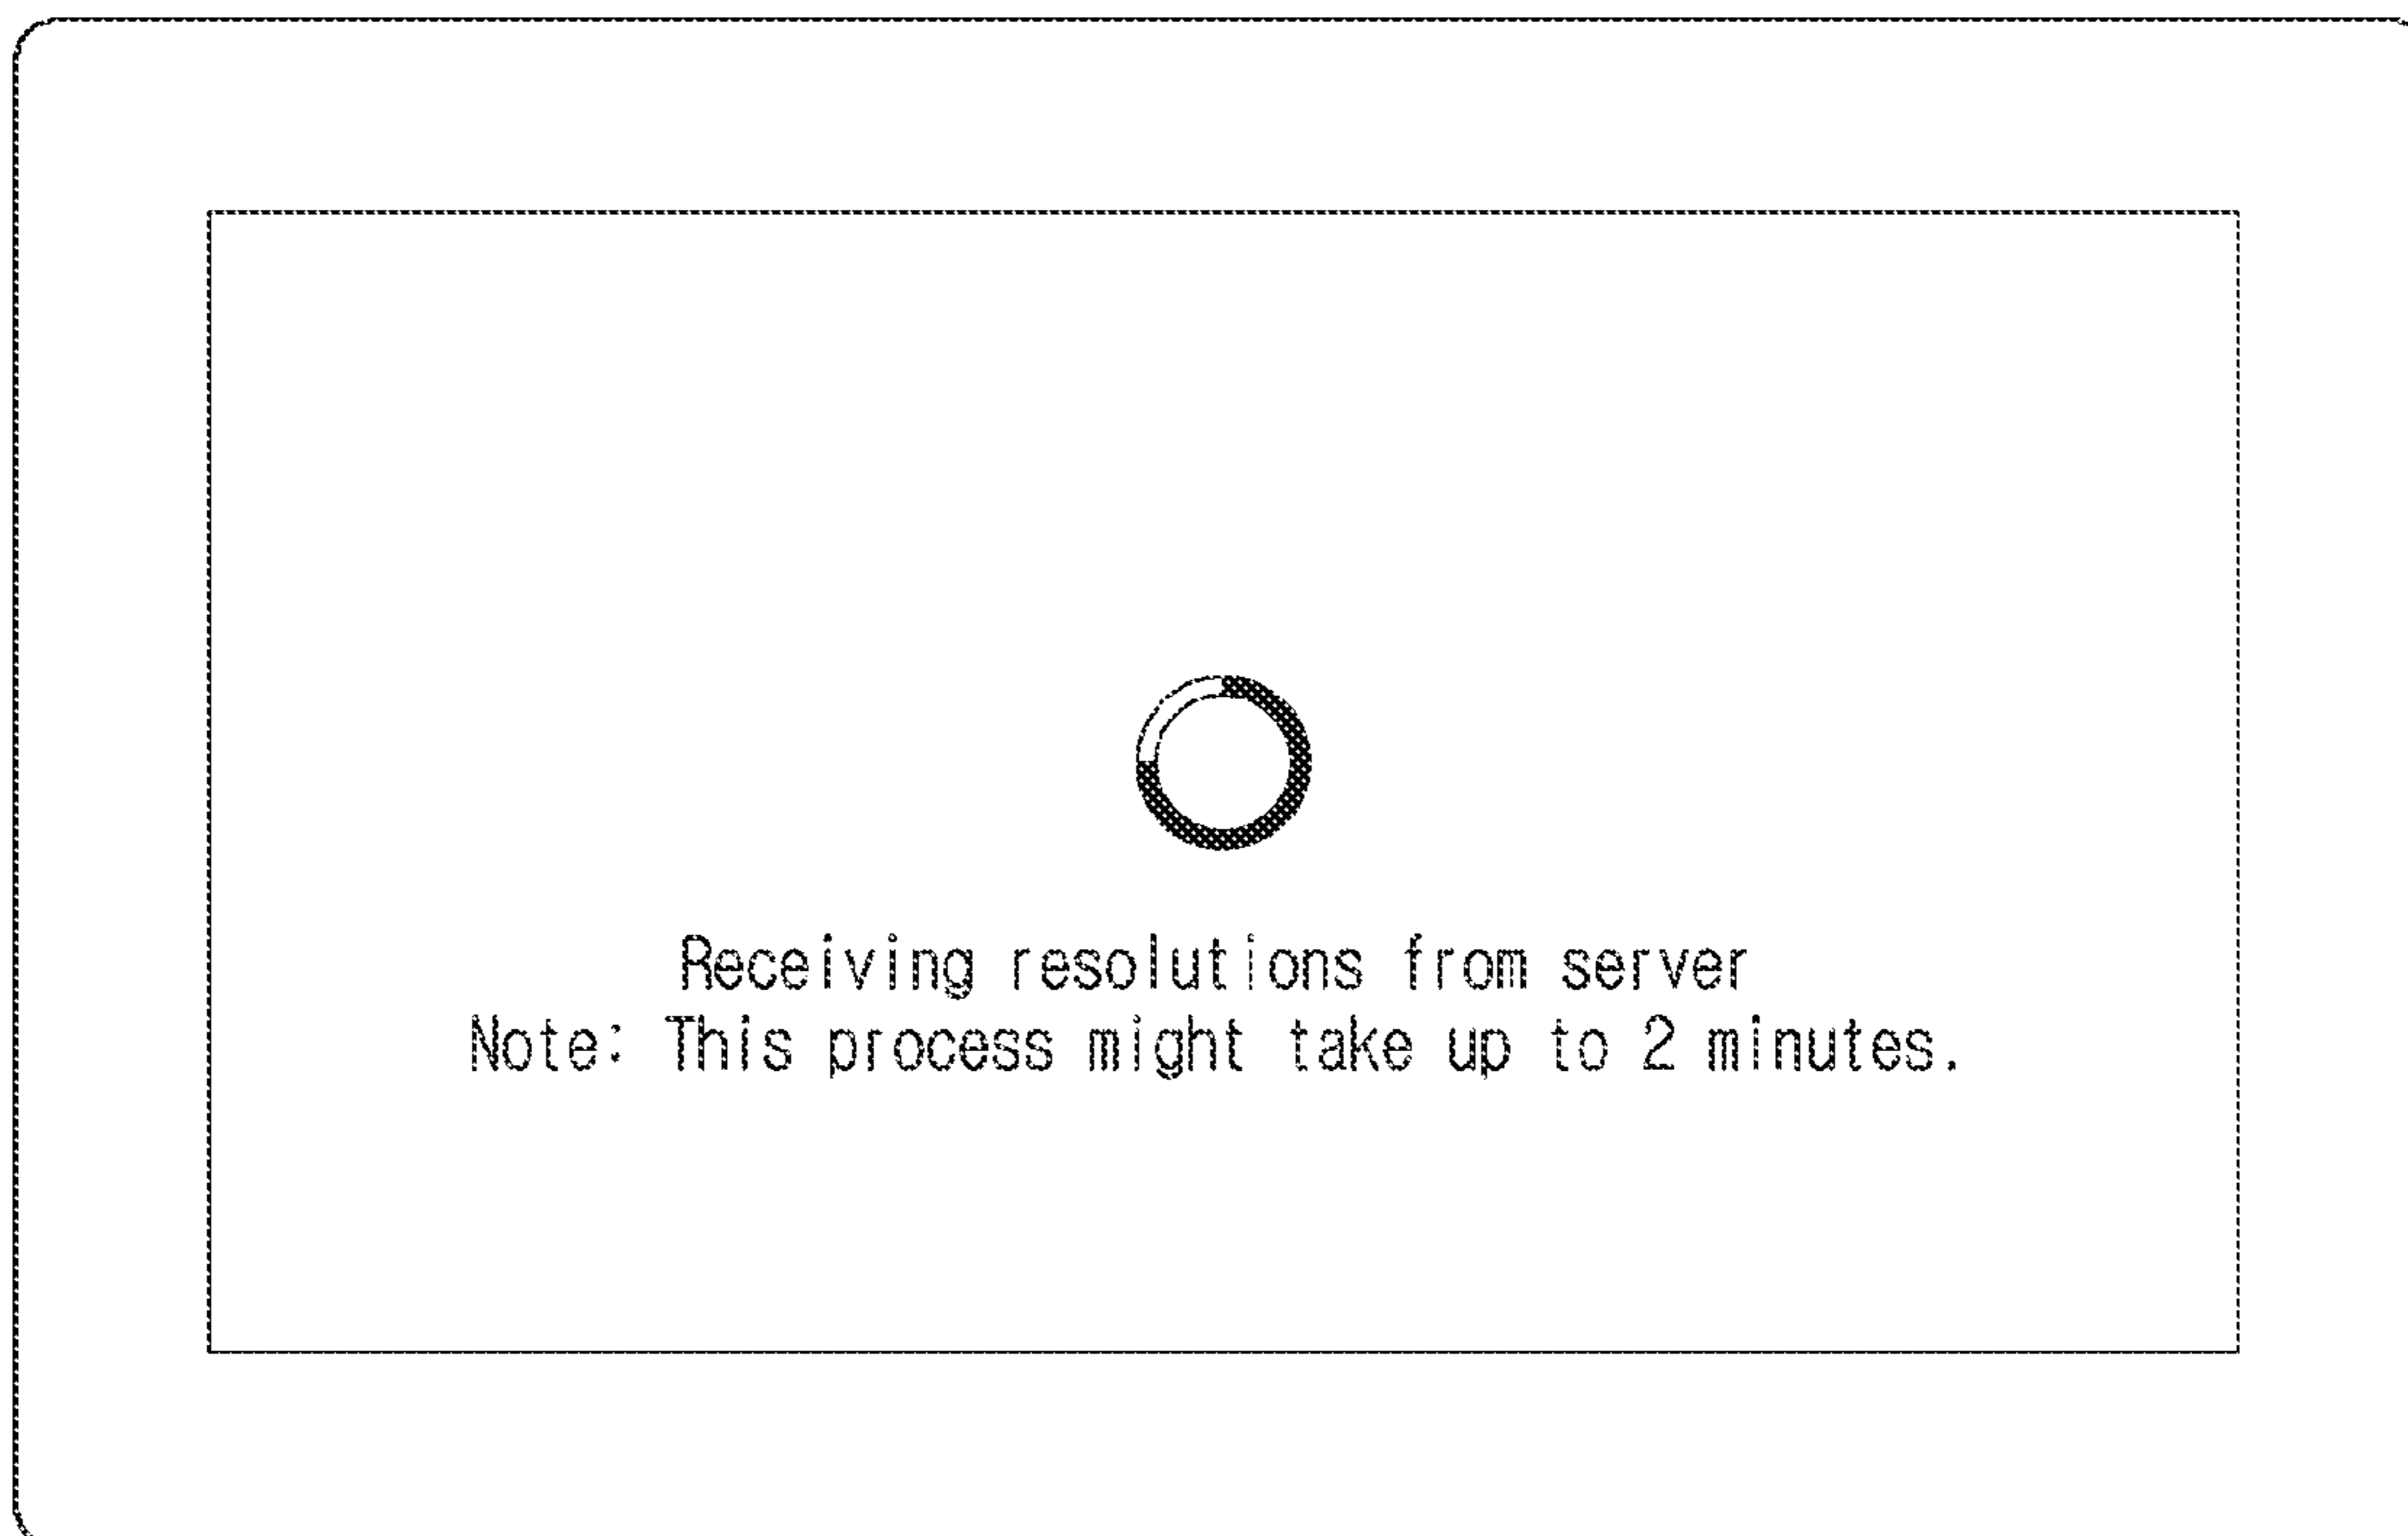 Receiving resolutions from server
Note: This process might take up to 2 minutes.